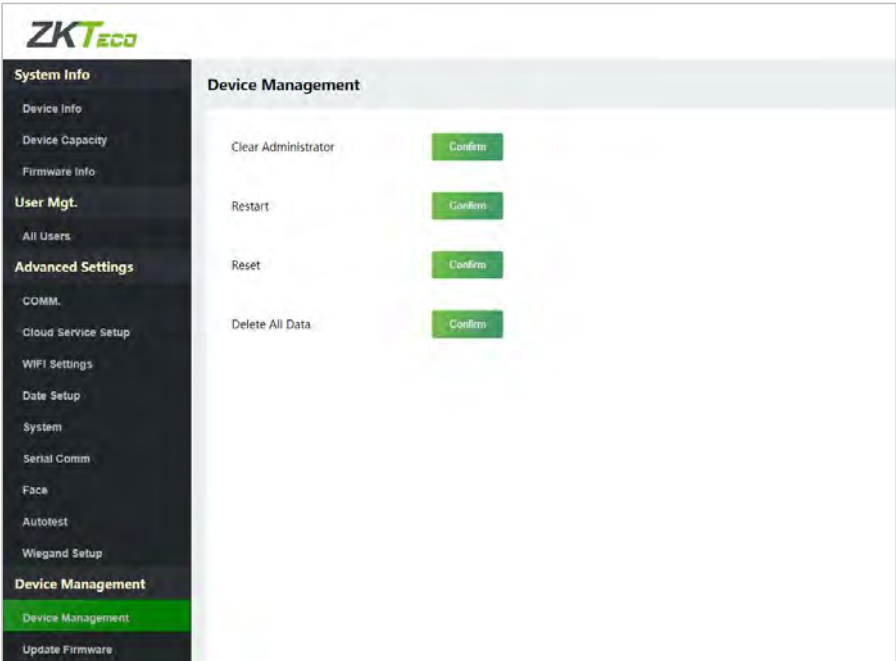 ZKTECO
System Info
Device Info
Device Capacity
Firmware Info
User Mgt.
All Users
Advanced Settings
COMM.
Cloud Service Setup
WIFI Settings
Date Setup
System
Serial Comm
Face
Autotest
Wiegand Setup
Device Management
Device Management
Update Firmware
Device Management
Clear Administrator Confirm
Restart Confirm
Reset Confirm
Delete All Data Confirm